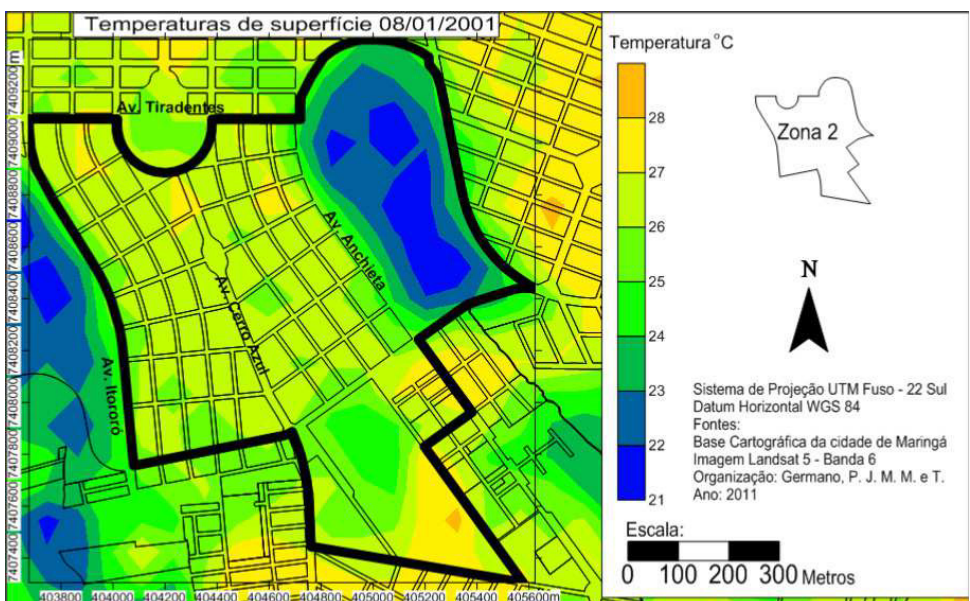 Temperaturas de superfície 08/01/2001
Av. Tiradentes
Av. Anchieta
Av. Cerro Azul
Av. Itororó
7409200 m
7409000
7408800
7408600
7408400
7408200
7408000
7407800
7407600
7407400
403800 404000 404200 404400 404600 404800 405000 405200 405400 405600m
Temperatura °C
28
27
26
25
24
23
22
21
Zona 2
N
Sistema de Projeção UTM Fuso - 22 Sul
Datum Horizontal WGS 84
Fontes:
Base Cartográfica da cidade de Maringá
Imagem Landsat 5 - Banda 6
Organização: Germano, P. J. M. M. e T.
Ano: 2011
Escala:
0 100 200 300 Metros